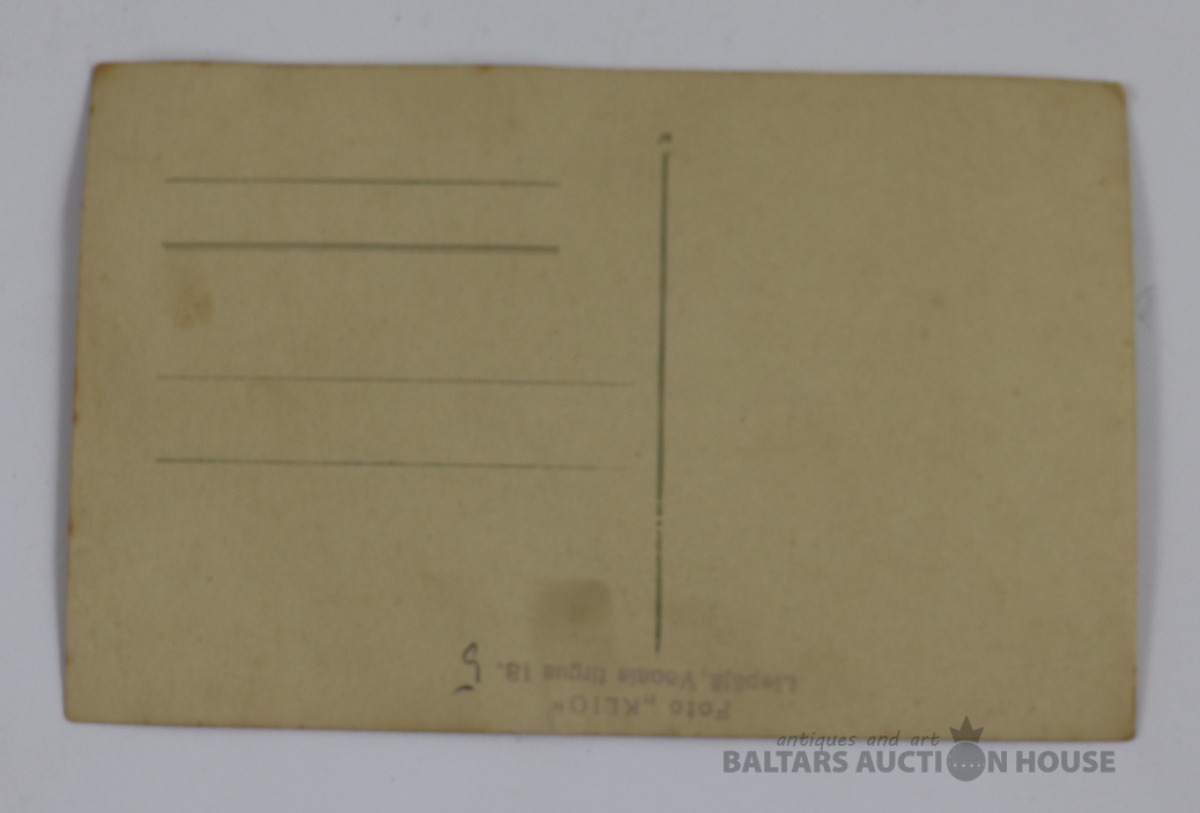 Foto „KLIO“
Liepājā, Vecais tirgus 13.
5
antiques and art
BALTARS AUCTION HOUSE